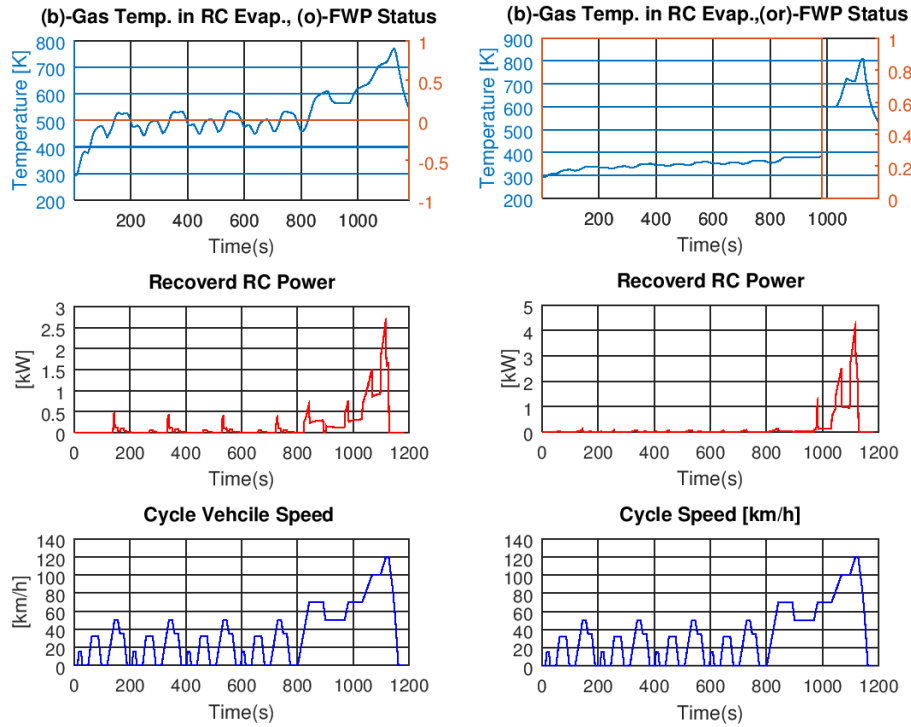 (b)-Gas Temp. in RC Evap., (o)-FWP Status
(b)-Gas Temp. in RC Evap.,(or)-FWP Status
Temperature [K]
800
700
600
500
400
300
200
1
0.5
0
-0.5
-1
200 400 600 800 1000
Time(s)
Temperature [K]
900
800
700
600
500
400
300
200
1
0.8
0.6
0.4
0.2
0
200 400 600 800 1000
Time(s)
Recoverd RC Power
[kW]
3
2.5
2
1.5
1
0.5
0
0 200 400 600 800 1000 1200
Time(s)
Recoverd RC Power
[kW]
5
4
3
2
1
0
0 200 400 600 800 1000 1200
Time(s)
Cycle Vehcile Speed
[km/h]
140
120
100
80
60
40
20
0
0 200 400 600 800 1000 1200
Time(s)
Cycle Speed [km/h]
140
120
100
80
60
40
20
0
0 200 400 600 800 1000 1200
Time(s)